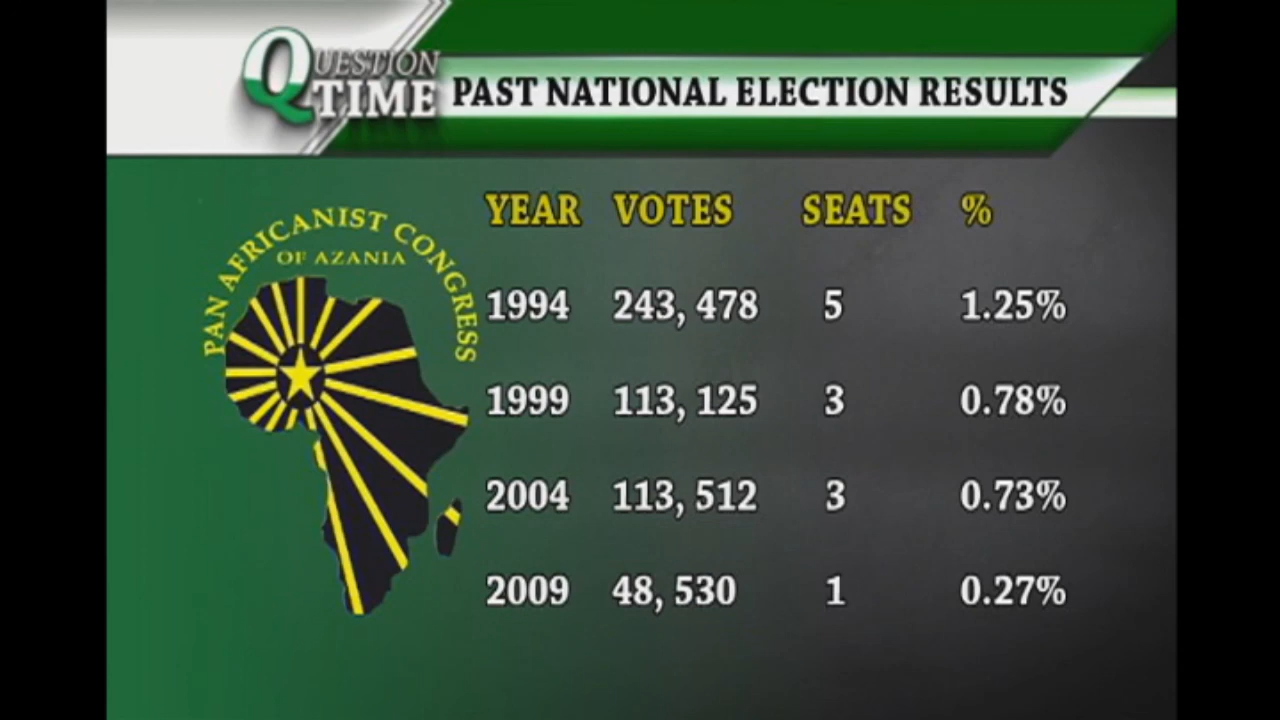 QUESTION
TIME
PAST NATIONAL ELECTION RESULTS
PAN AFRICANIST CONGRESS
OF AZANIA
YEAR VOTES SEATS %
1994 243, 478 5 1.25%
1999 113, 125 3 0.78%
2004 113, 512 3 0.73%
2009 48, 530 1 0.27%